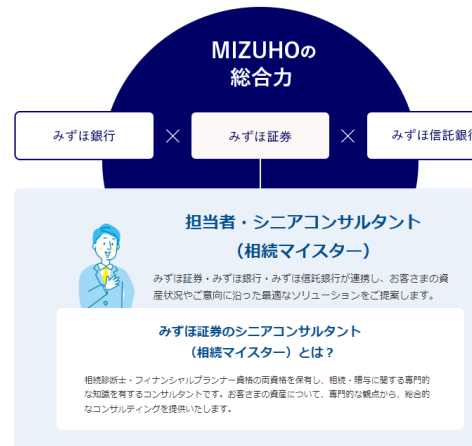 MIZUHOの
総合力
みずほ銀行 × みずほ証券 × みずほ信託銀行
担当者・シニアコンサルタント
（相続マイスター）
みずほ証券・みずほ銀行・みずほ信託銀行が連携し、お客さまの資
産状況やご意向に沿った最適なソリューションをご提案します。
みずほ証券のシニアコンサルタント
（相続マイスター）とは？
相続診断士・フィナンシャルプランナー資格の両資格を保有し、相続・贈与に関する専門的
な知識を有するコンサルタントです。お客さまの資産について、専門的な観点から、総合的
なコンサルティングを提供いたします。